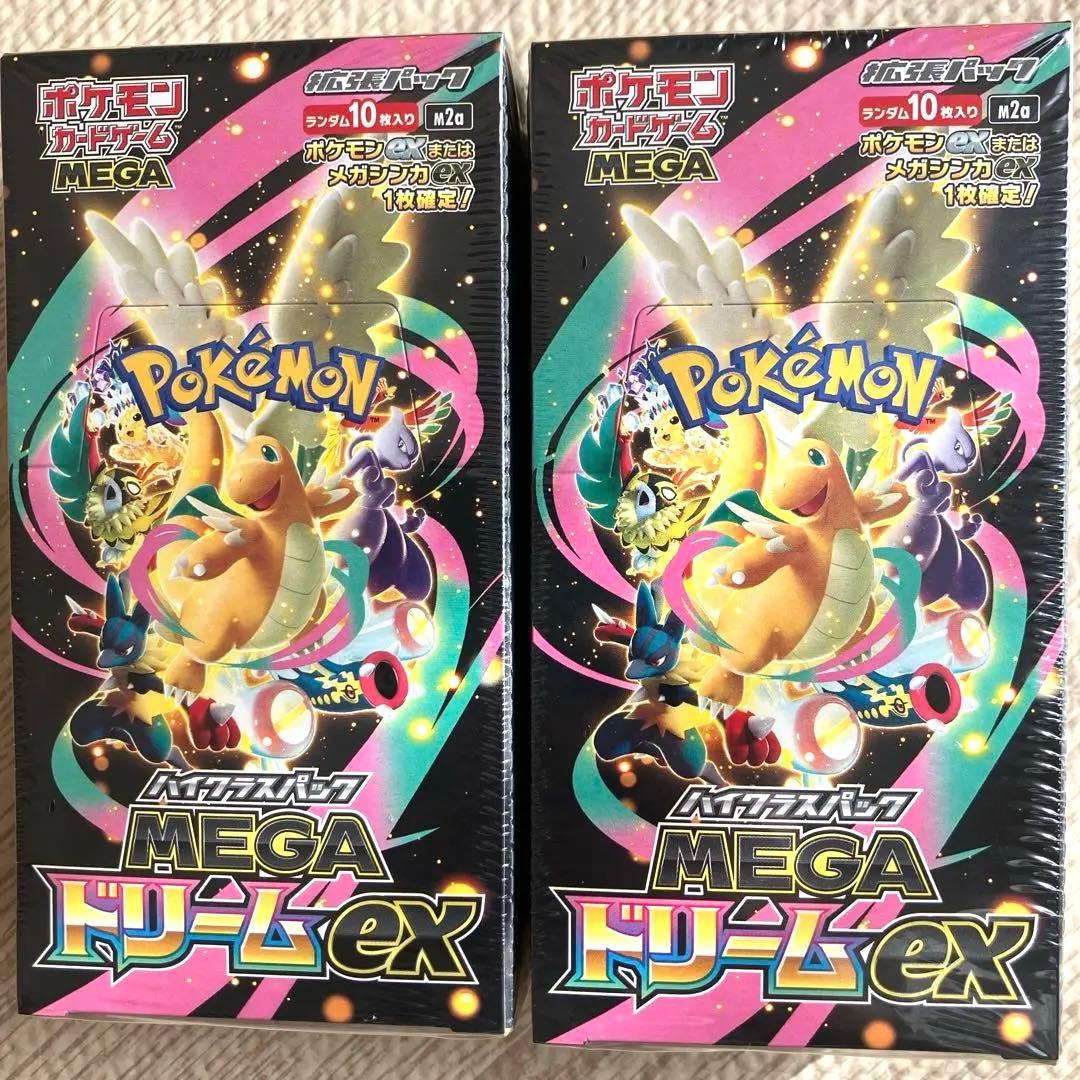 ポケモン
カードゲーム
MEGA
拡張パック
ランダム10枚入り
M2a
ポケモンexまたは
メガシンカex
1枚確定!
POKéMON
TM
ハイクラスパック
MEGA
ドリームex
ポケモン
カードゲーム
MEGA
拡張パック
ランダム10枚入り
M2a
ポケモンexまたは
メガシンカex
1枚確定!
POKéMON
TM
ハイクラスパック
MEGA
ドリームex